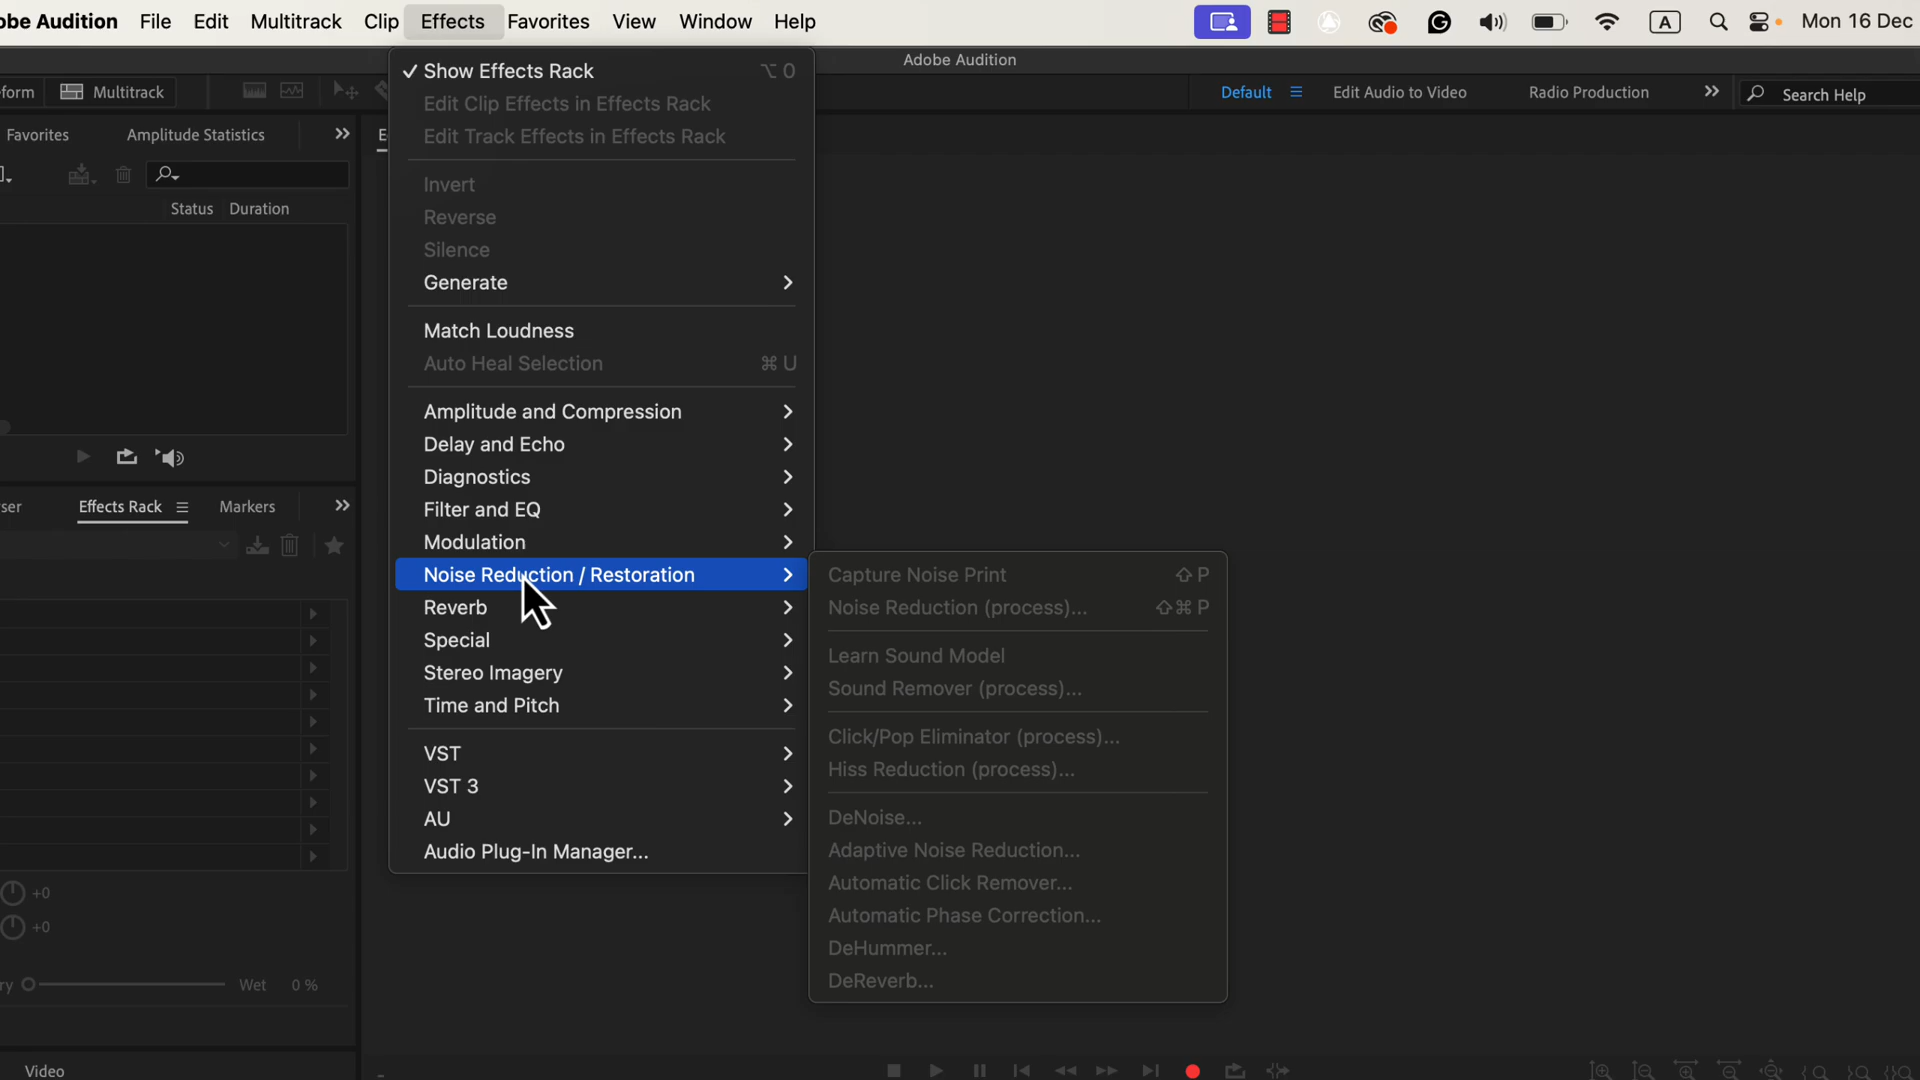 obe Audition File Edit Multitrack Clip Effects Favorites View Window Help A Mon 16 Dec
Adobe Audition
form Multitrack Default Edit Audio to Video Radio Production Search Help
Favorites Amplitude Statistics E
Status Duration
ser Effects Rack Markers
+0
+0
ry Wet 0 %
Video
✓ Show Effects Rack ⌥ 0
Edit Clip Effects in Effects Rack
Edit Track Effects in Effects Rack
Invert
Reverse
Silence
Generate
Match Loudness
Auto Heal Selection ⌘ U
Amplitude and Compression
Delay and Echo
Diagnostics
Filter and EQ
Modulation
Noise Reduction / Restoration
Reverb
Special
Stereo Imagery
Time and Pitch
VST
VST 3
AU
Audio Plug-In Manager...
Capture Noise Print ⇧ P
Noise Reduction (process)... ⇧⌘ P
Learn Sound Model
Sound Remover (process)...
Click/Pop Eliminator (process)...
Hiss Reduction (process)...
DeNoise...
Adaptive Noise Reduction...
Automatic Click Remover...
Automatic Phase Correction...
DeHummer...
DeReverb...